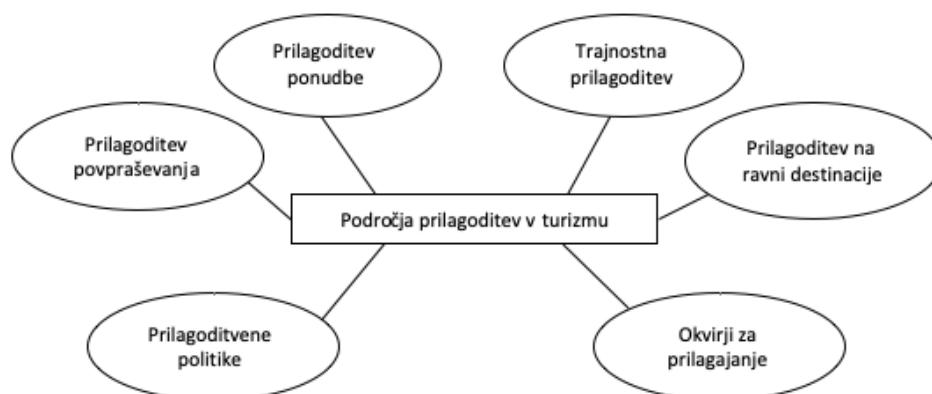 Prilagoditev
ponudbe
Trajnostna
prilagoditev
Prilagoditev
povpraševanja
Prilagoditev na
ravni destinacije
Področja prilagoditev v turizmu
Prilagoditvene
politike
Okvirji za
prilagajanje